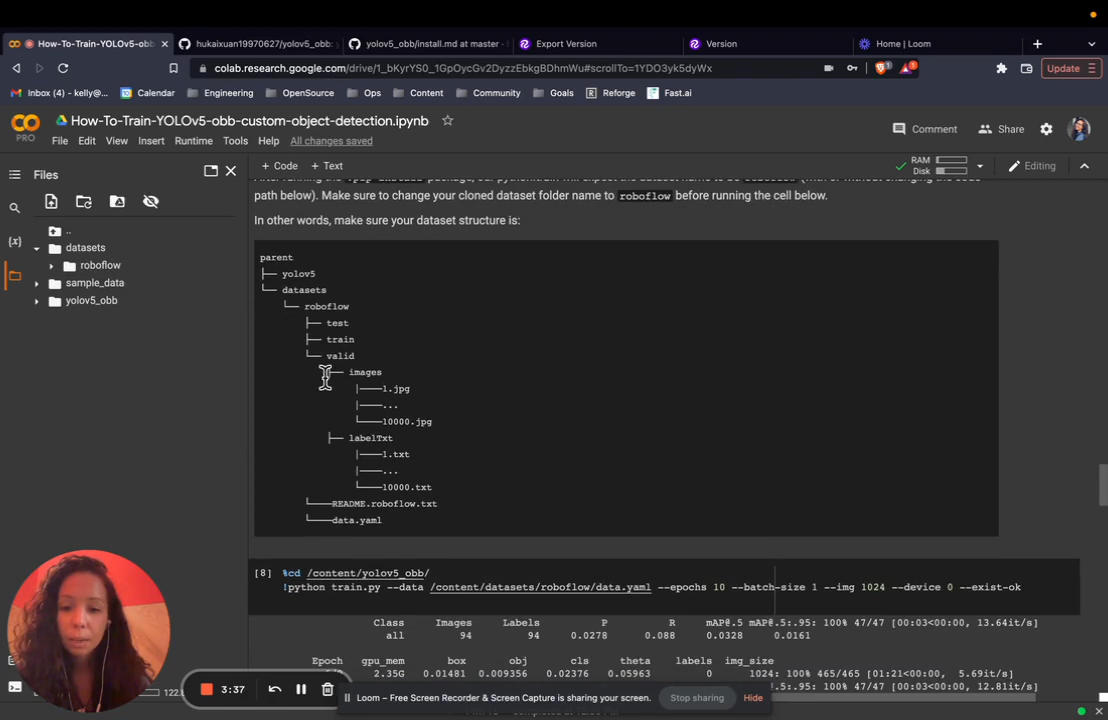 How-To-Train-YOLOv5-obb-custo
hukaixuan19970627/yolov5_obb:
yolov5_obb/install.md at master
Export Version
Version
Home | Loom
colab.research.google.com/drive/1_bKyrYS0_1GpOycGv2DyzzEbkgBDhmWu#scrollTo=1YDO3yk5dyWx
Update
Inbox (4) - kelly@...
Calendar
Engineering
OpenSource
Ops
Content
Community
Goals
Reforge
Fast.ai
CO
PRO
How-To-Train-YOLOv5-obb-custom-object-detection.ipynb
File Edit View Insert Runtime Tools Help All changes saved
Comment
Share
Files
+ Code + Text
RAM
Disk
Editing
path below). Make sure to change your cloned dataset folder name to roboflow before running the cell below.
In other words, make sure your dataset structure is:
..
datasets
roboflow
sample_data
yolov5_obb
parent
├── yolov5
└── datasets
└── roboflow
├── test
├── train
└── valid
├── images
|────1.jpg
|────...
└────10000.jpg
├── labelTxt
|────1.txt
|────...
└────10000.txt
└────README.roboflow.txt
└────data.yaml
[8] %cd /content/yolov5_obb/
!python train.py --data /content/datasets/roboflow/data.yaml --epochs 10 --batch-size 1 --img 1024 --device 0 --exist-ok
Class Images Labels P R mAP@.5 mAP@.5:.95: 100% 47/47 [00:03<00:00, 13.64it/s]
all 94 94 0.0278 0.088 0.0328 0.0161
Epoch gpu_mem box obj cls theta labels img_size
2.35G 0.01481 0.009356 0.02376 0.05963 0 1024: 100% 465/465 [01:21<00:00, 5.69it/s]
100% 47/47 [00:03<00:00, 12.81it/s]
3:37
Loom – Free Screen Recorder & Screen Capture is sharing your screen.
Stop sharing
Hide